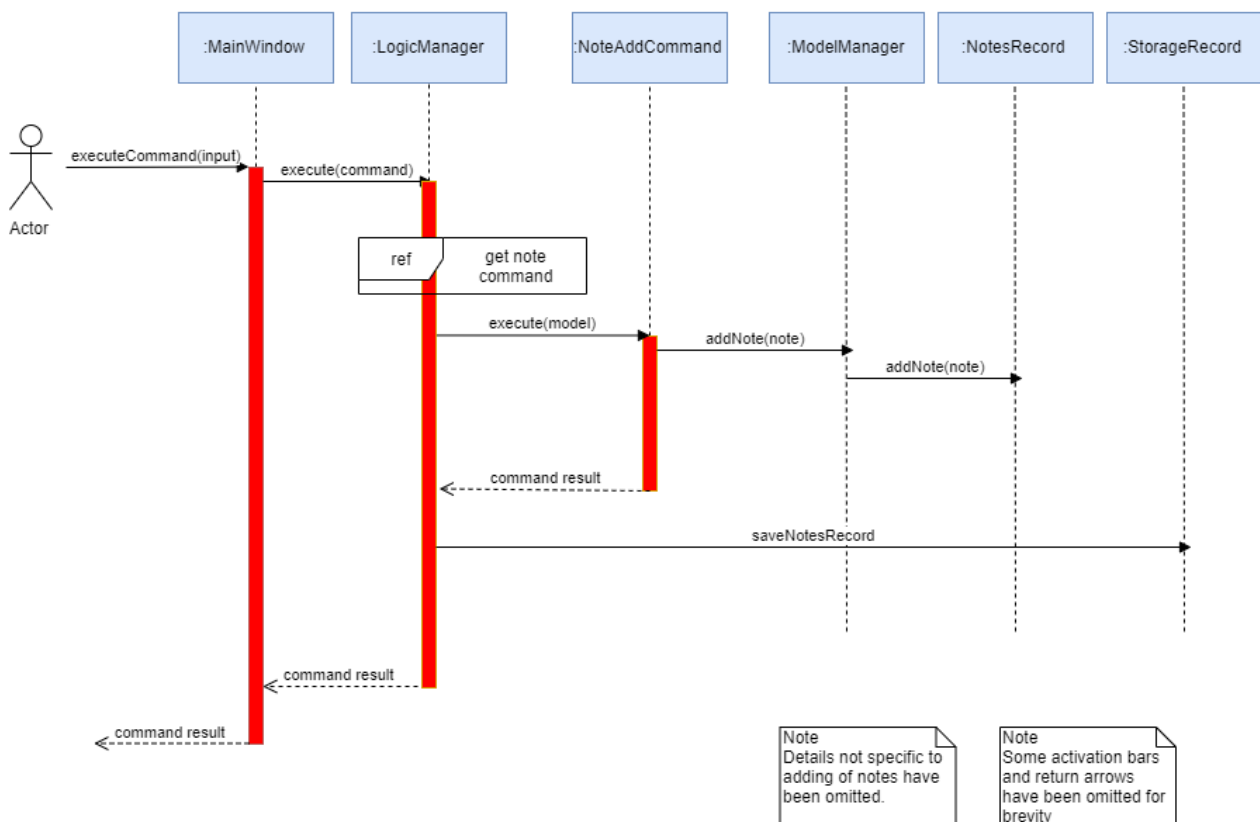 :MainWindow
:LogicManager
:NoteAddCommand
:ModelManager
:NotesRecord
:StorageRecord
executeCommand(input)
execute(command)
Actor
ref
get note
command
execute(model)
addNote(note)
addNote(note)
command result
saveNotesRecord
command result
command result
Note
Details not specific to
adding of notes have
been omitted.
Note
Some activation bars
and return arrows
have been omitted for
brevity